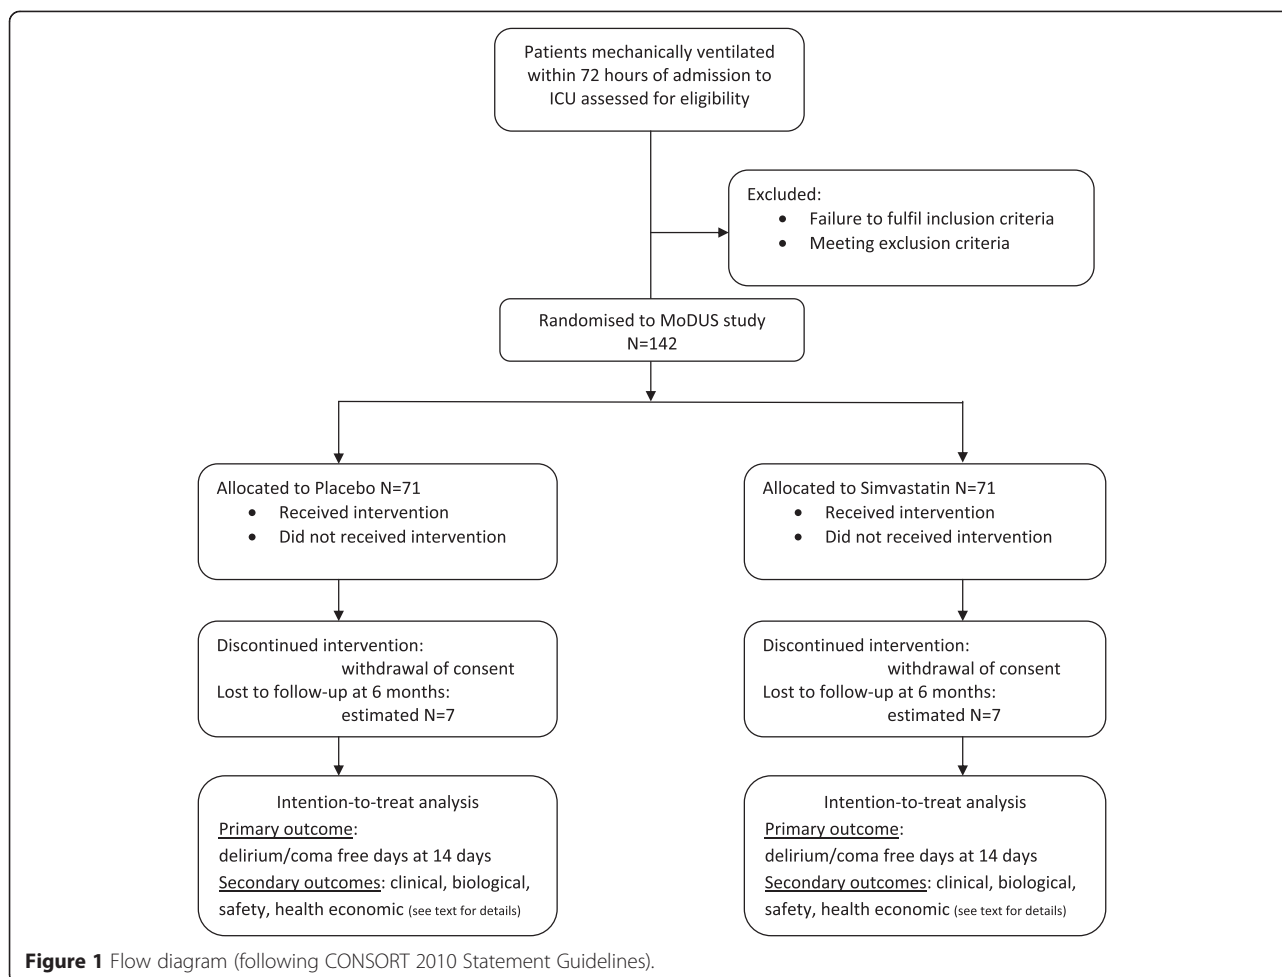 Patients mechanically ventilated
within 72 hours of admission to
ICU assessed for eligibility
Excluded:
• Failure to fulfil inclusion criteria
• Meeting exclusion criteria
Randomised to MoDUS study
N=142
Allocated to Placebo N=71
• Received intervention
• Did not received intervention
Allocated to Simvastatin N=71
• Received intervention
• Did not received intervention
Discontinued intervention:
withdrawal of consent
Lost to follow-up at 6 months:
estimated N=7
Discontinued intervention:
withdrawal of consent
Lost to follow-up at 6 months:
estimated N=7
Intention-to-treat analysis
Primary outcome:
delirium/coma free days at 14 days
Secondary outcomes: clinical, biological,
safety, health economic (see text for details)
Intention-to-treat analysis
Primary outcome:
delirium/coma free days at 14 days
Secondary outcomes: clinical, biological,
safety, health economic (see text for details)
Figure 1 Flow diagram (following CONSORT 2010 Statement Guidelines).